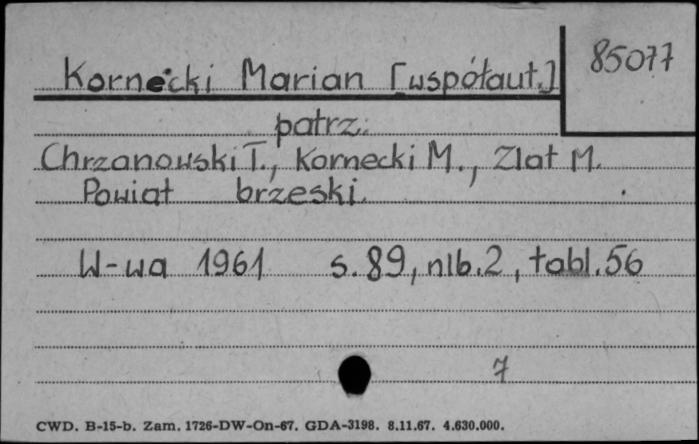 85077
Kornecki Marian [współaut.]
patrz:
Chrzanowski T., Kornecki M., Zlat M.
Powiat brzeski.
W-wa 1961 s. 89, nlb. 2, tabl. 56
7
CWD. B-15-b. Zam. 1726-DW-On-67. GDA-3198. 8.11.67. 4.630.000.